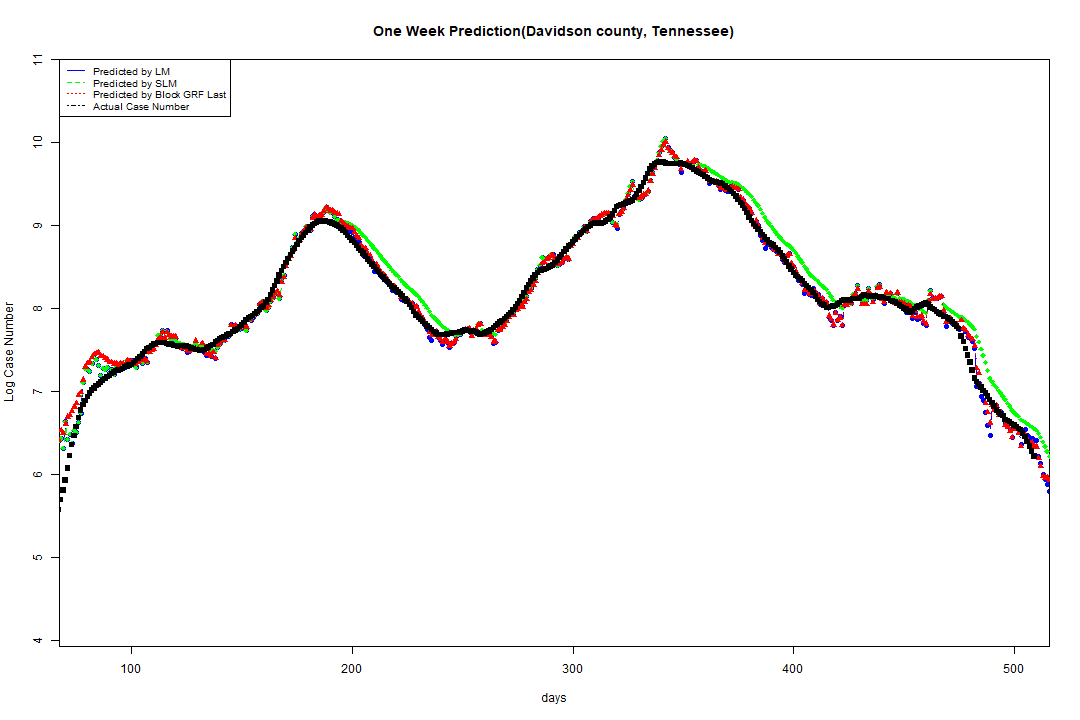 One Week Prediction(Davidson county, Tennessee)
Predicted by LM
Predicted by SLM
Predicted by Block GRF Last
Actual Case Number
11
10
9
8
7
6
5
4
Log Case Number
100 200 300 400 500
days